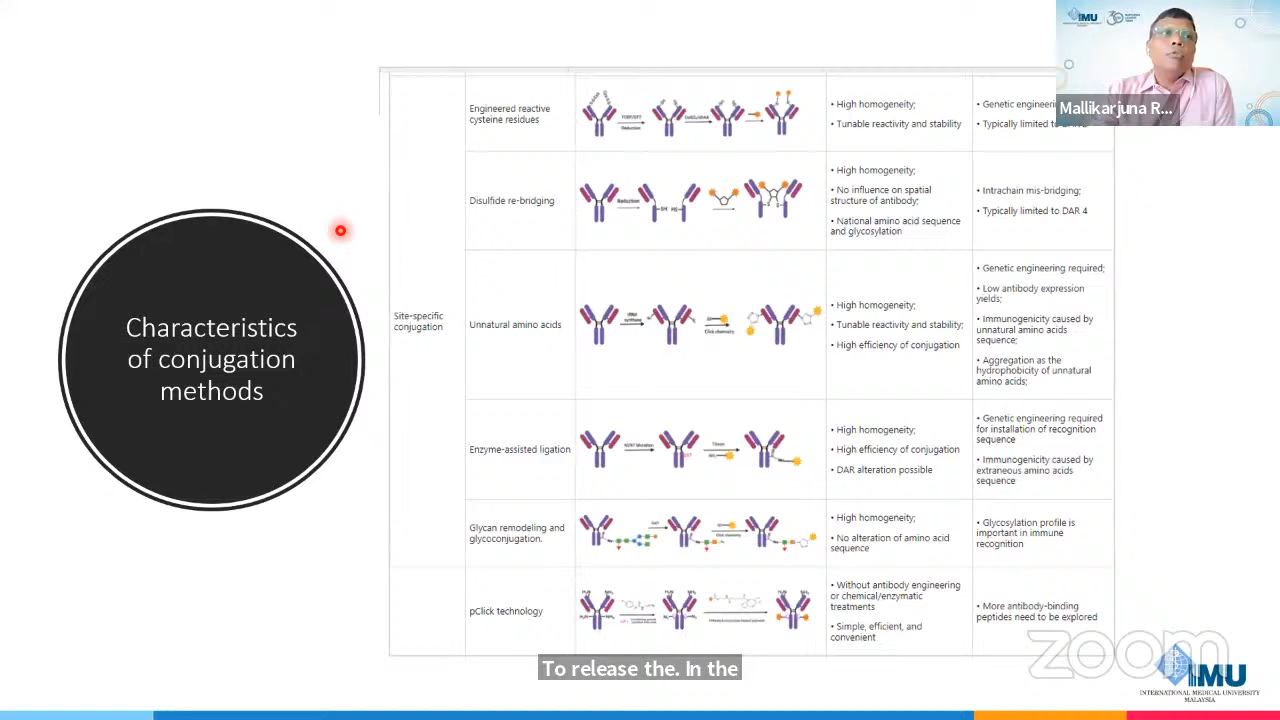 IMU
Mallikarjuna R...
Characteristics
of conjugation
methods
Site-specific
conjugation
Engineered reactive
cysteine residues
Reduction
• High homogeneity;
• Tunable reactivity and stability
• Genetic engineering
• Typically limited to
Disulfide re-bridging
Reduction
• High homogeneity;
• No influence on spatial
structure of antibody;
• National amino acid sequence
and glycosylation
• Intrachain mis-bridging;
• Typically limited to DAR 4
Unnatural amino acids
synthase
Click chemistry
• High homogeneity;
• Tunable reactivity and stability;
• High efficiency of conjugation
• Genetic engineering required;
• Low antibody expression
yields;
• Immunogenicity caused by
unnatural amino acids
sequence;
• Aggregation as the
hydrophobicity of unnatural
amino acids;
Enzyme-assisted ligation
• High homogeneity;
• High efficiency of conjugation
• DAR alteration possible
• Genetic engineering required
for installation of recognition
sequence
• Immunogenicity caused by
extraneous amino acids
sequence
Glycan remodeling and
glycoconjugation.
Click chemistry
• High homogeneity;
• No alteration of amino acid
sequence
• Glycosylation profile is
important in immune
recognition
pClick technology
• Without antibody engineering
or chemical/enzymatic
treatments
• Simple, efficient, and
convenient
• More antibody-binding
peptides need to be explored
To release the. In the
zoom
IMU
INTERNATIONAL MEDICAL UNIVERSITY
MALAYSIA